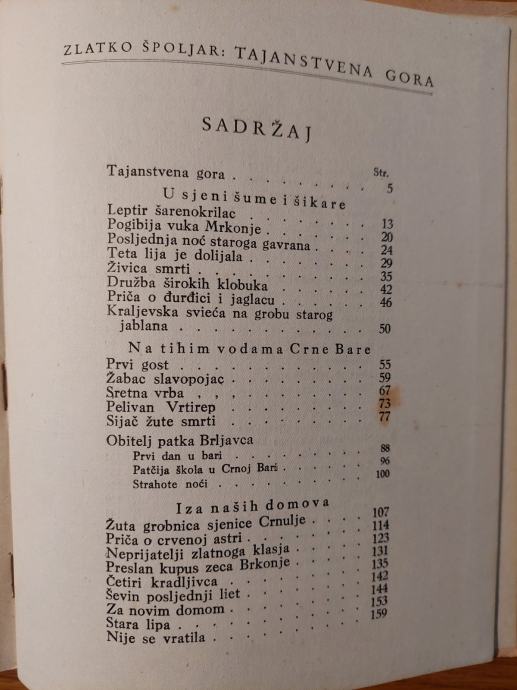 ZLATKO ŠPOLJAR: TAJANSTVENA GORA
SADRŽAJ
Str.
Tajanstvena gora . . . . . . . . 5
U sjeni šume i šikare
Leptir šarenokrilac . . . . . . . 13
Pogibija vuka Mrkonje . . . . . . 20
Posljednja noć staroga gavrana . . . . 24
Teta lija je dolijala . . . . . . . 29
Živica smrti . . . . . . . . . 35
Družba širokih klobuka . . . . . . 42
Priča o đurđici i jaglacu . . . . . . 46
Kraljevska svieća na grobu starog
jablana . . . . . . . . . . 50
Na tihim vodama Crne Bare
Prvi gost . . . . . . . . . . 55
Žabac slavopojac . . . . . . . . 59
Sretna vrba , , . . . . . . . . 67
Pelivan Vrtirep . . . . . . . . 73
Sijač žute smrti . . . . . . . . 77
Obitelj patka Brljavca
Prvi dan u bari . . . . . . . . 88
Patčija škola u Crnoj Bari . . . . . 96
Strahote noći . . . . . . . . . 100
Iza naših domova
Žuta grobnica sjenice Crnulje . . . . 107
Priča o crvenoj astri . . . . . . . 114
Neprijatelji zlatnoga klasja . . . . . 123
Preslan kupus zeca Brkonje . . . . . 131
Četiri kradljivca . . . . . . . . 135
Ševin posljednji liet . . . . . . . 142
Za novim domom . . . . . . . . 144
Stara lipa . . . . . . . . . . 153
Nije se vratila . . . . . . . . . 159